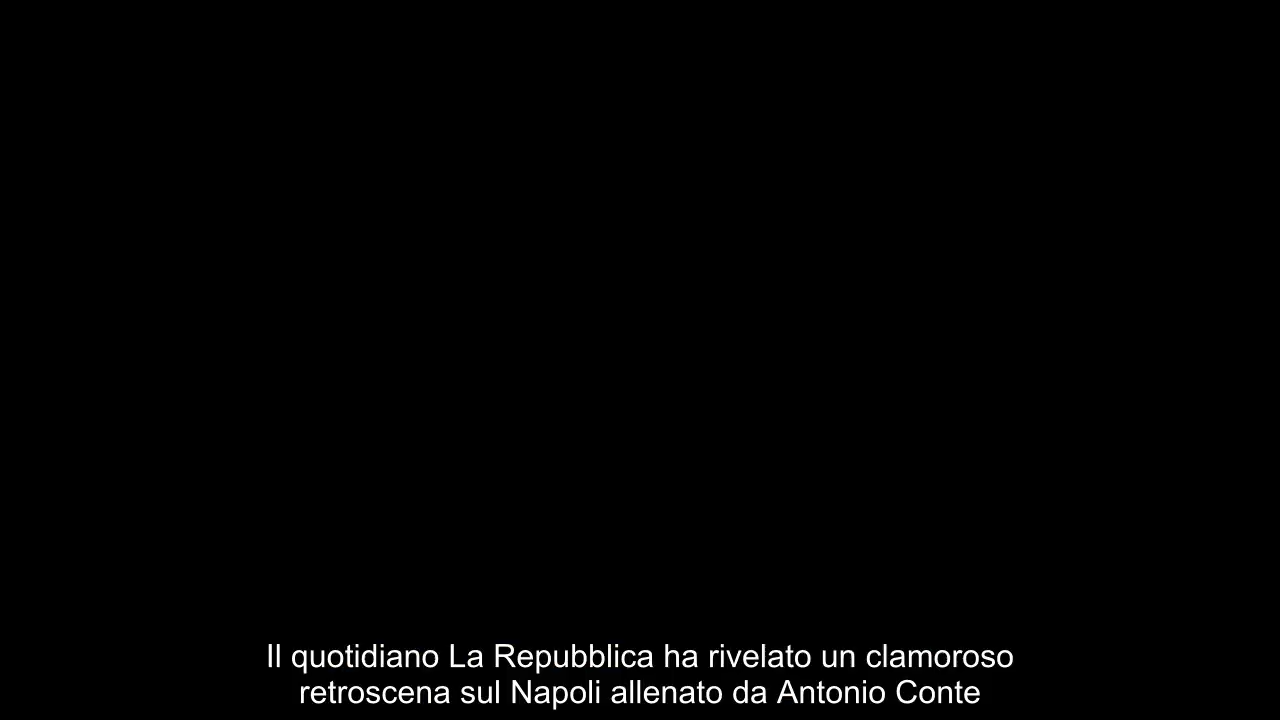 Il quotidiano La Repubblica ha rivelato un clamoroso
retroscena sul Napoli allenato da Antonio Conte